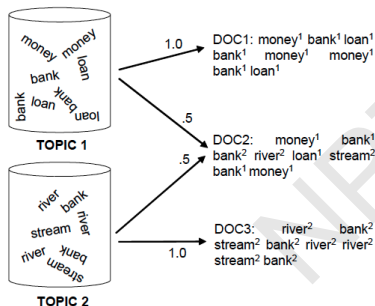 money money
bank loan
bank loan bank loan
TOPIC 1
river bank river
stream
river bank
stream
TOPIC 2
1.0
.5
.5
1.0
DOC1: money¹ bank¹ loan¹
bank¹ money¹ money¹
bank¹ loan¹
DOC2: money¹ bank¹
bank² river² loan¹ stream²
bank¹ money¹
DOC3: river² bank²
stream² bank² river² river²
stream² bank²